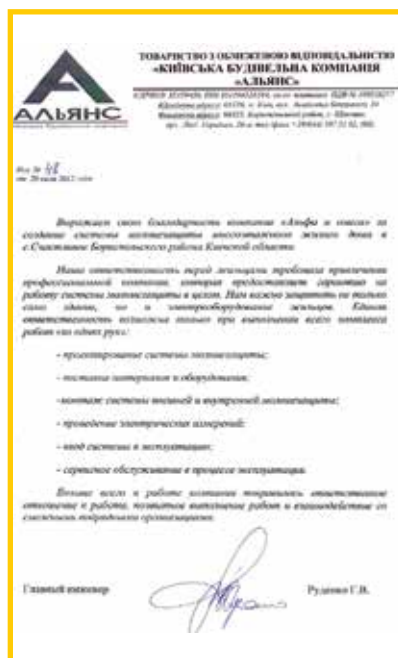 АЛЬЯНС
ТОВАРИСТВО З ОБМЕЖЕНОЮ ВІДПОВІДАЛЬНІСТЮ
«КИЇВСЬКА БУДІВЕЛЬНА КОМПАНІЯ
«АЛЬЯНС»
Исх № 48
Выражаем свою благодарность компании «Альфа и омега» за
создание системы молниезащиты многоэтажного жилого дома в
с.Счастливое Бориспольского района Киевской области.
Наша ответственность перед жильцами требовала привлечения
профессиональной компании, которая предоставляет гарантию на
работу системы молниезащиты в целом. Нам важно защитить не только
само здание, но и электрооборудование жильцов. Единая
ответственность возможна только при выполнении всего комплекса
работ «из одних рук»:
- проектирование системы молниезащиты;
- поставка материалов и оборудования;
-монтаж системы внешней и внутренней молниезащиты;
- проведение электрических измерений;
- ввод системы в эксплуатацию;
- сервисное обслуживание в процессе эксплуатации.
Больше всего в работе компании понравилось ответственное
отношение к работе, поэтапное выполнение работ и взаимодействие со
смежными подрядными организациями.
Главный инженер Руденко Г.В.